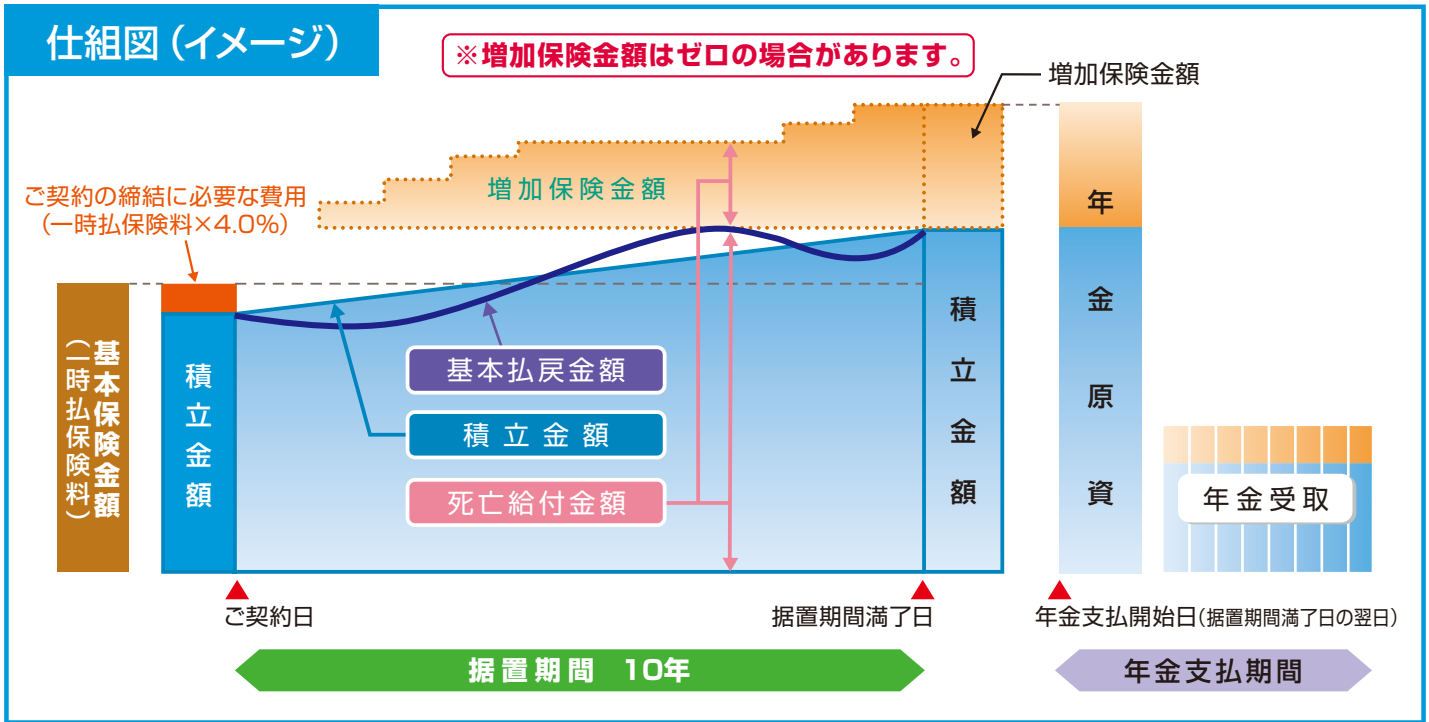 仕組図（イメージ）
※増加保険金額はゼロの場合があります。
増加保険金額
ご契約の締結に必要な費用
（一時払保険料×4.0%）
増加保険金額
基本保険金額
（一時払保険料）
積立金額
基本払戻金額
積立金額
死亡給付金額
積立金額
年金原資
年金受取
ご契約日
据置期間満了日
年金支払開始日（据置期間満了日の翌日）
据置期間　10年
年金支払期間